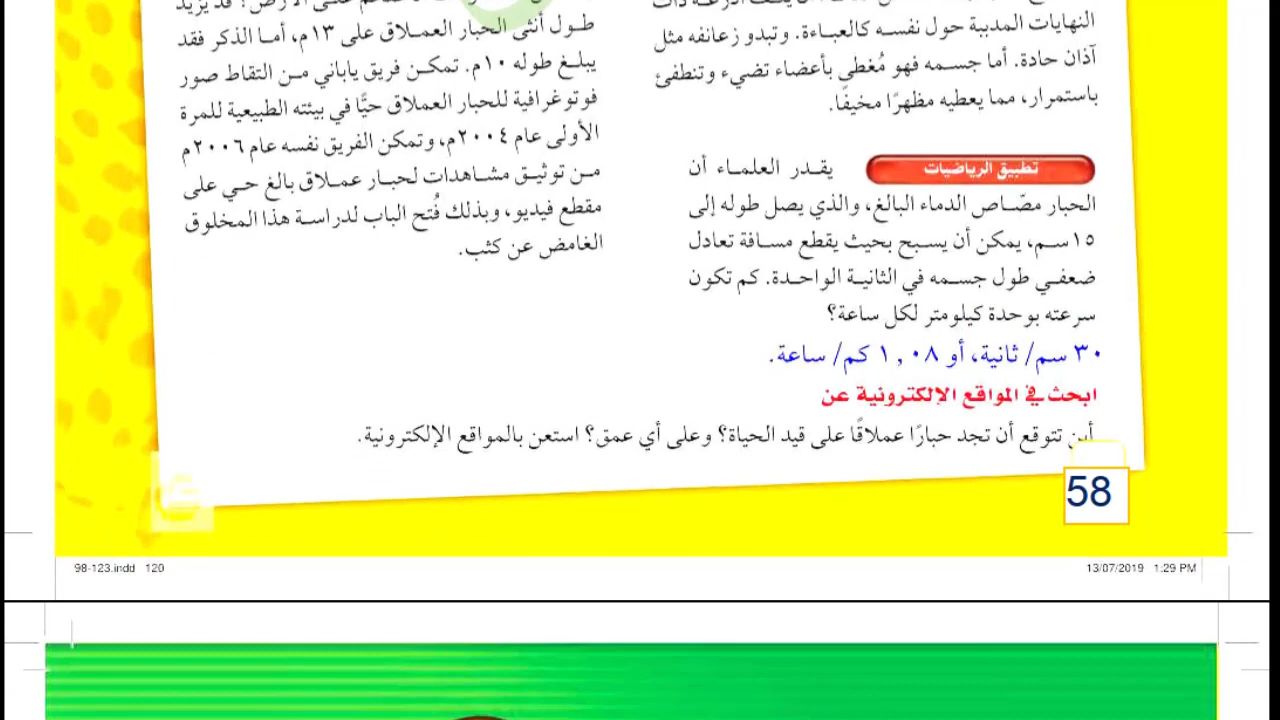 النهايات المدببة حول نفسه كالعباءة. وتبدو زعانفه مثل
آذان حادة. أما جسمه فهو مُغطى بأعضاء تضيء وتنطفئ
باستمرار، مما يعطيه مظهرًا مخيفًا.
تطبيق الرياضيات يقدر العلماء أن
الحبار مصّاص الدماء البالغ، والذي يصل طوله إلى
١٥سم، يمكن أن يسبح بحيث يقطع مسافة تعادل
ضعفي طول جسمه في الثانية الواحدة. كم تكون
سرعته بوحدة كيلومتر لكل ساعة؟
٣٠ سم/ ثانية، أو ١,٠٨ كم/ ساعة.
طول أنثى الحبار العملاق على ١٣م، أما الذكر فقد
يبلغ طوله ١٠م. تمكن فريق ياباني من التقاط صور
فوتوغرافية للحبار العملاق حيًّا في بيئته الطبيعية للمرة
الأولى عام ٢٠٠٤م، وتمكن الفريق نفسه عام ٢٠٠٦م
من توثيق مشاهدات لحبار عملاق بالغ حي على
مقطع فيديو، وبذلك فُتح الباب لدراسة هذا المخلوق
الغامض عن كثب.
ابحث في المواقع الإلكترونية عن
أين تتوقع أن تجد حبارًا عملاقًا على قيد الحياة؟ وعلى أي عمق؟ استعن بالمواقع الإلكترونية.
58
98-123.indd 120
13/07/2019 1:29 PM